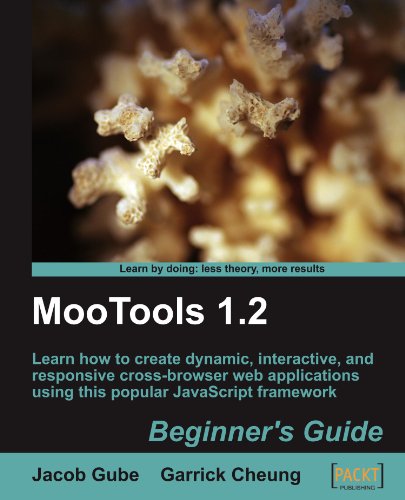 Learn by doing: less theory, more results
MooTools 1.2
Learn how to create dynamic, interactive, and
responsive cross-browser web applications
using this popular JavaScript framework
Beginner's Guide
Jacob Gube Garrick Cheung
PACKT
PUBLISHING